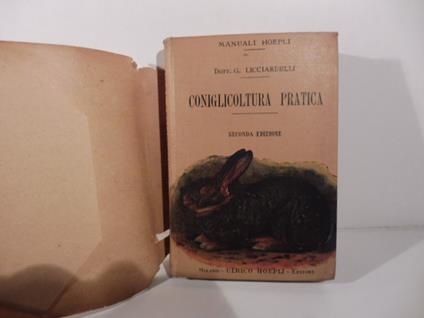 MANUALI HOEPLI
DOTT. G. LICCIARDELLI
CONIGLICOLTURA PRATICA
SECONDA EDIZIONE
MILANO - ULRICO HOEPLI - EDITORE